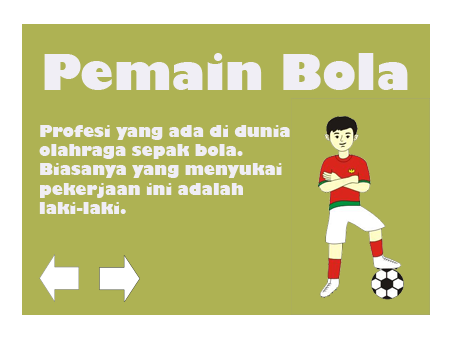 Pemain Bola
Profesi yang ada di dunia
olahraga sepak bola.
Biasanya yang menyukai
pekerjaan ini adalah
laki-laki.